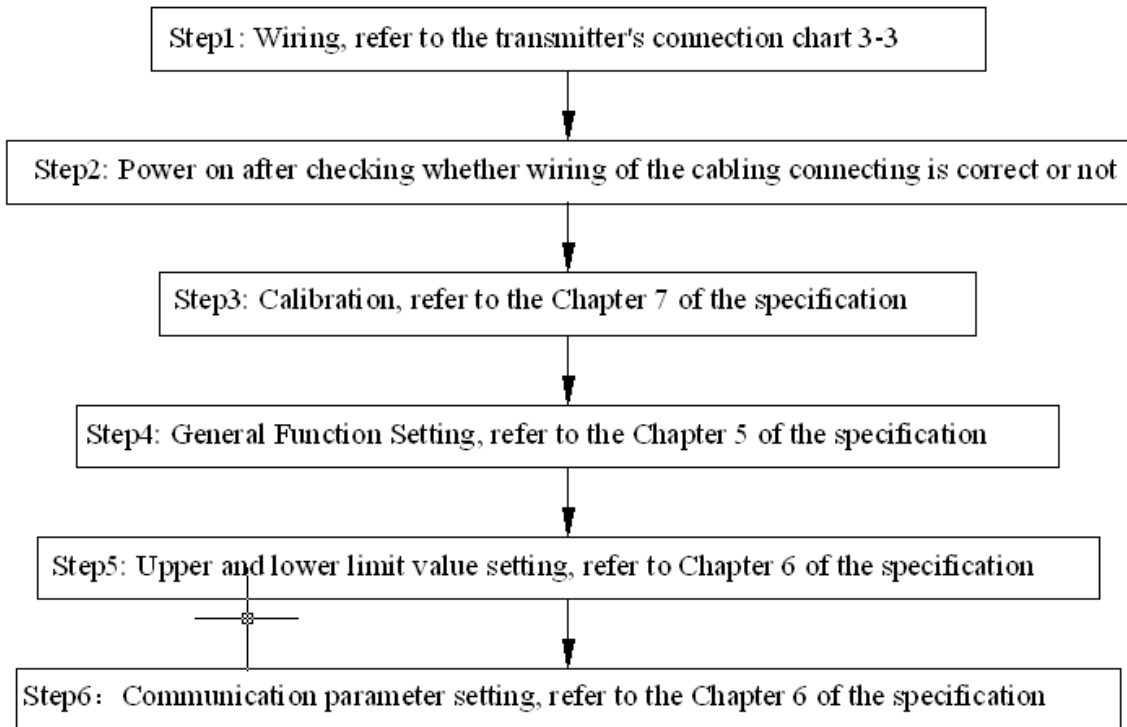 Step1: Wiring, refer to the transmitter's connection chart 3-3
Step2: Power on after checking whether wiring of the cabling connecting is correct or not
Step3: Calibration, refer to the Chapter 7 of the specification
Step4: General Function Setting, refer to the Chapter 5 of the specification
Step5: Upper and lower limit value setting, refer to Chapter 6 of the specification
Step6：Communication parameter setting, refer to the Chapter 6 of the specification